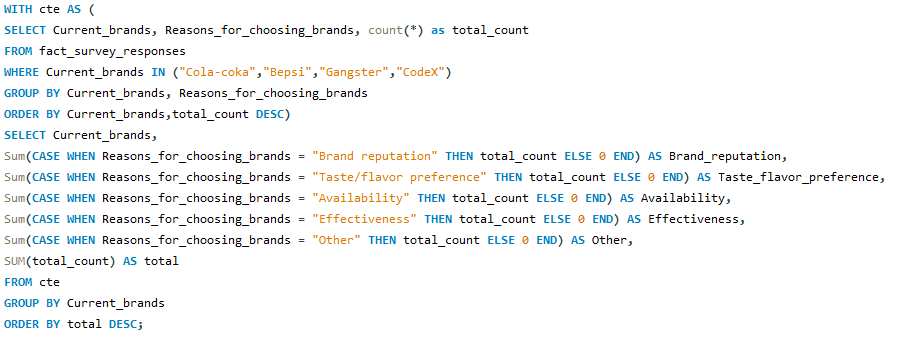 WITH cte AS (
SELECT Current_brands, Reasons_for_choosing_brands, count(*) as total_count
FROM fact_survey_responses
WHERE Current_brands IN ("Cola-coka","Bepsi","Gangster","CodeX")
GROUP BY Current_brands, Reasons_for_choosing_brands
ORDER BY Current_brands,total_count DESC)
SELECT Current_brands,
Sum(CASE WHEN Reasons_for_choosing_brands = "Brand reputation" THEN total_count ELSE 0 END) AS Brand_reputation,
Sum(CASE WHEN Reasons_for_choosing_brands = "Taste/flavor preference" THEN total_count ELSE 0 END) AS Taste_flavor_preference,
Sum(CASE WHEN Reasons_for_choosing_brands = "Availability" THEN total_count ELSE 0 END) AS Availability,
Sum(CASE WHEN Reasons_for_choosing_brands = "Effectiveness" THEN total_count ELSE 0 END) AS Effectiveness,
Sum(CASE WHEN Reasons_for_choosing_brands = "Other" THEN total_count ELSE 0 END) AS Other,
SUM(total_count) AS total
FROM cte
GROUP BY Current_brands
ORDER BY total DESC;